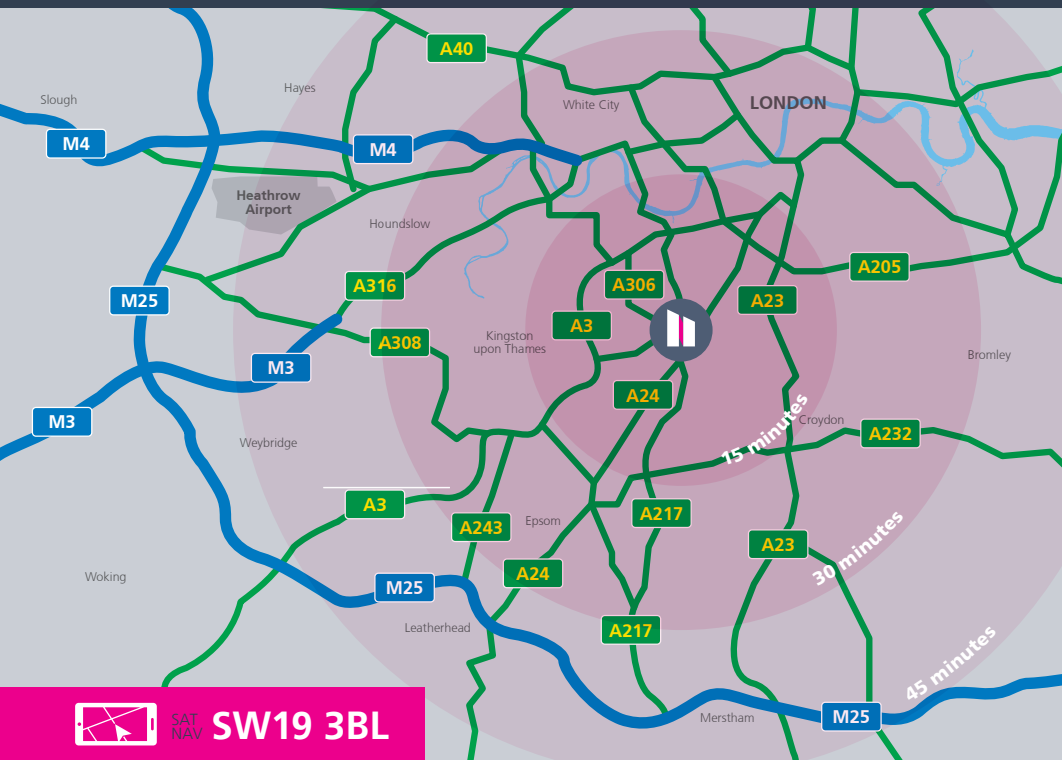 A40
Hayes
Slough
White City
LONDON
M4
M4
Heathrow
Airport
Houndslow
A205
A316
A306
A23
M25
A3
Kingston
upon Thames
A308
Bromley
M3
A24
15 minutes
Croydon
M3
A232
Weybridge
A3
A217
Epsom
A243
30 minutes
A23
A24
Woking
M25
Leatherhead
A217
45 minutes
Merstham
M25
SAT
NAV
SW19 3BL